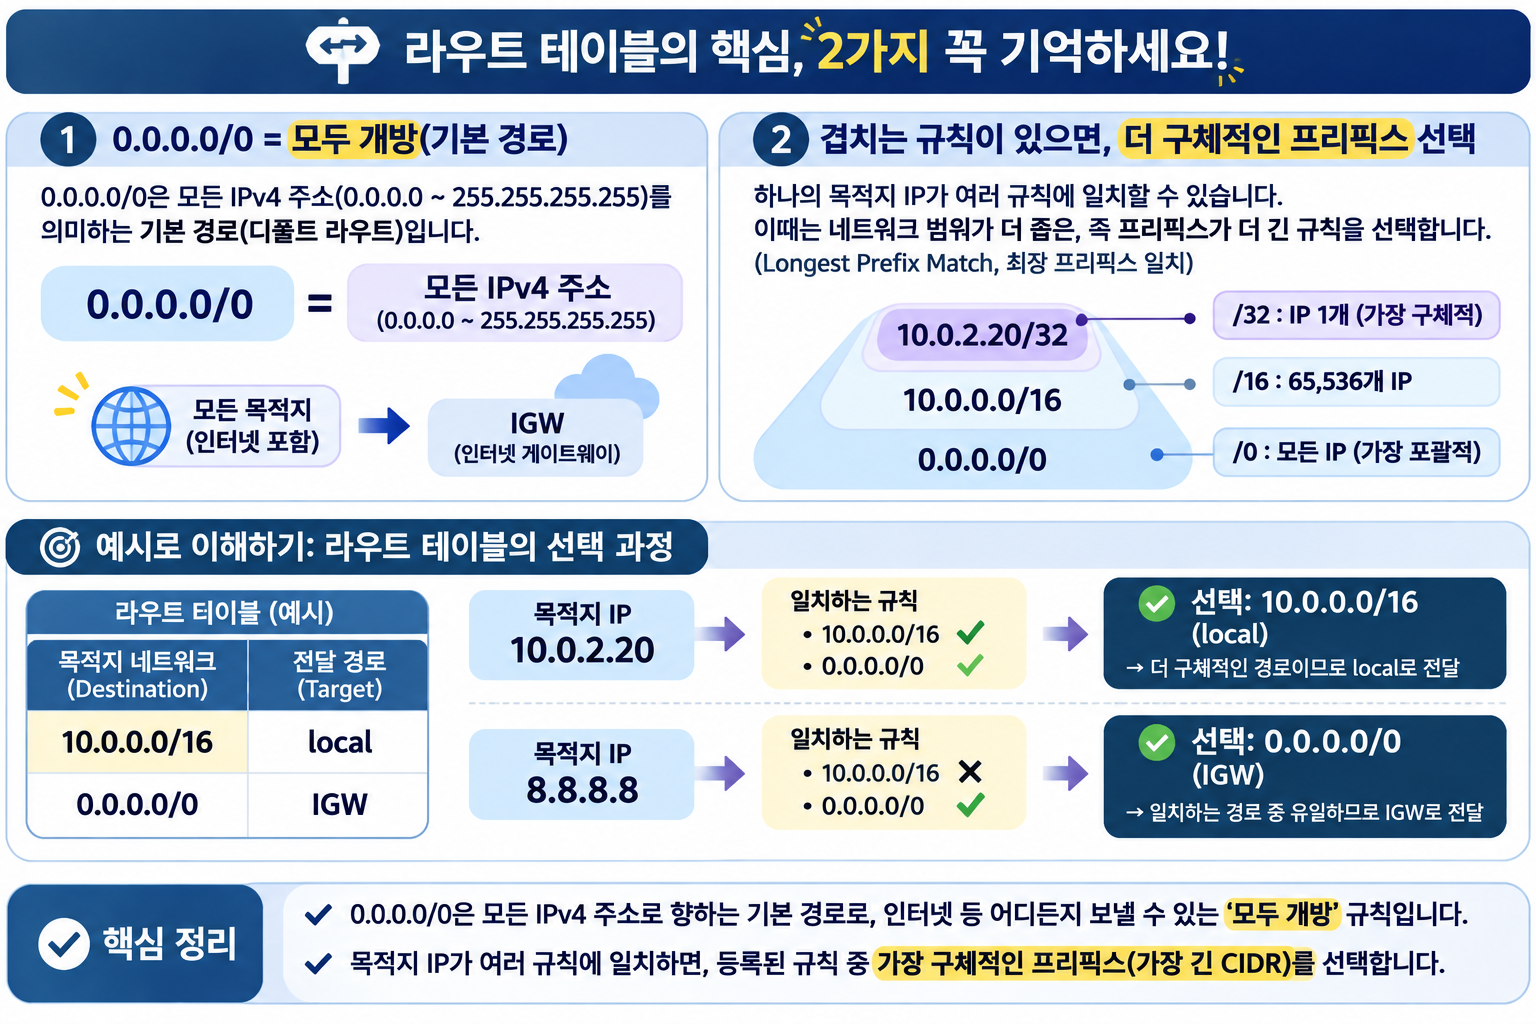 라우트 테이블의 핵심, 2가지 꼭 기억하세요!
1 0.0.0.0/0 = 모두 개방(기본 경로)
0.0.0.0/0은 모든 IPv4 주소(0.0.0.0 ~ 255.255.255.255)를
의미하는 기본 경로(디폴트 라우트)입니다.
0.0.0.0/0 = 모든 IPv4 주소
(0.0.0.0 ~ 255.255.255.255)
모든 목적지
(인터넷 포함)
IGW
(인터넷 게이트웨이)
2 겹치는 규칙이 있으면, 더 구체적인 프리픽스 선택
하나의 목적지 IP가 여러 규칙에 일치할 수 있습니다.
이때는 네트워크 범위가 더 좁은, 즉 프리픽스가 더 긴 규칙을 선택합니다.
(Longest Prefix Match, 최장 프리픽스 일치)
10.0.2.20/32
/32 : IP 1개 (가장 구체적)
10.0.0.0/16
/16 : 65,536개 IP
0.0.0.0/0
/0 : 모든 IP (가장 포괄적)
예시로 이해하기: 라우트 테이블의 선택 과정
라우트 테이블 (예시)
목적지 네트워크
(Destination)
전달 경로
(Target)
10.0.0.0/16 local
0.0.0.0/0 IGW
목적지 IP
10.0.2.20
일치하는 규칙
• 10.0.0.0/16 ✓
• 0.0.0.0/0 ✓
선택: 10.0.0.0/16
(local)
→ 더 구체적인 경로이므로 local로 전달
목적지 IP
8.8.8.8
일치하는 규칙
• 10.0.0.0/16 ✕
• 0.0.0.0/0 ✓
선택: 0.0.0.0/0
(IGW)
→ 일치하는 경로 중 유일하므로 IGW로 전달
핵심 정리
✓ 0.0.0.0/0은 모든 IPv4 주소로 향하는 기본 경로로, 인터넷 등 어디든지 보낼 수 있는 ‘모두 개방’ 규칙입니다.
✓ 목적지 IP가 여러 규칙에 일치하면, 등록된 규칙 중 가장 구체적인 프리픽스(가장 긴 CIDR)를 선택합니다.